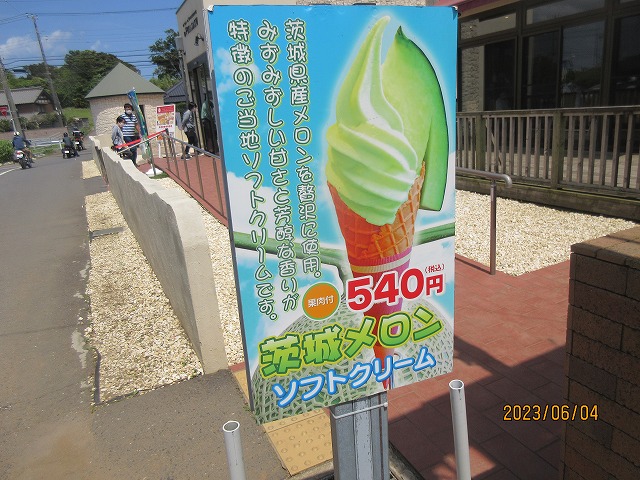 茨城県産メロンを贅沢に使用。
みずみずしい甘さと芳醇な香りが
特徴のご当地ソフトクリームです。
果肉付
540円
(税込)
茨城メロン
ソフトクリーム
2023/06/04